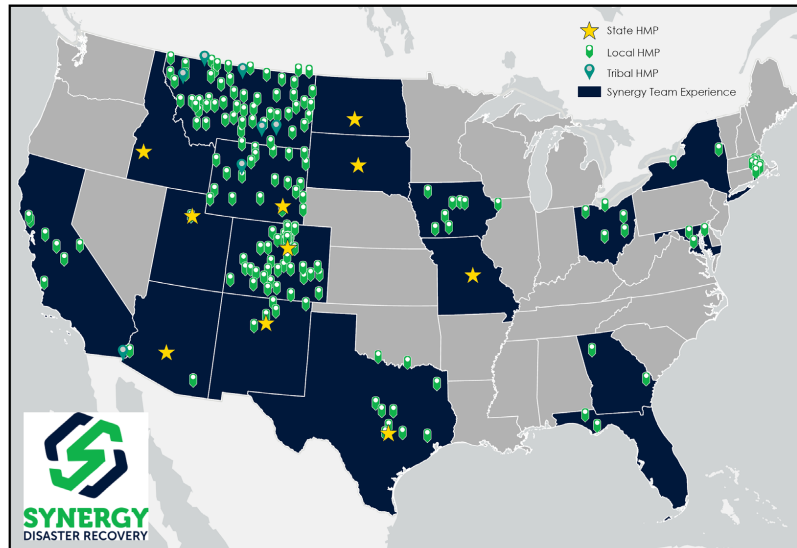 State HMP
Local HMP
Tribal HMP
Synergy Team Experience
SYNERGY
DISASTER RECOVERY